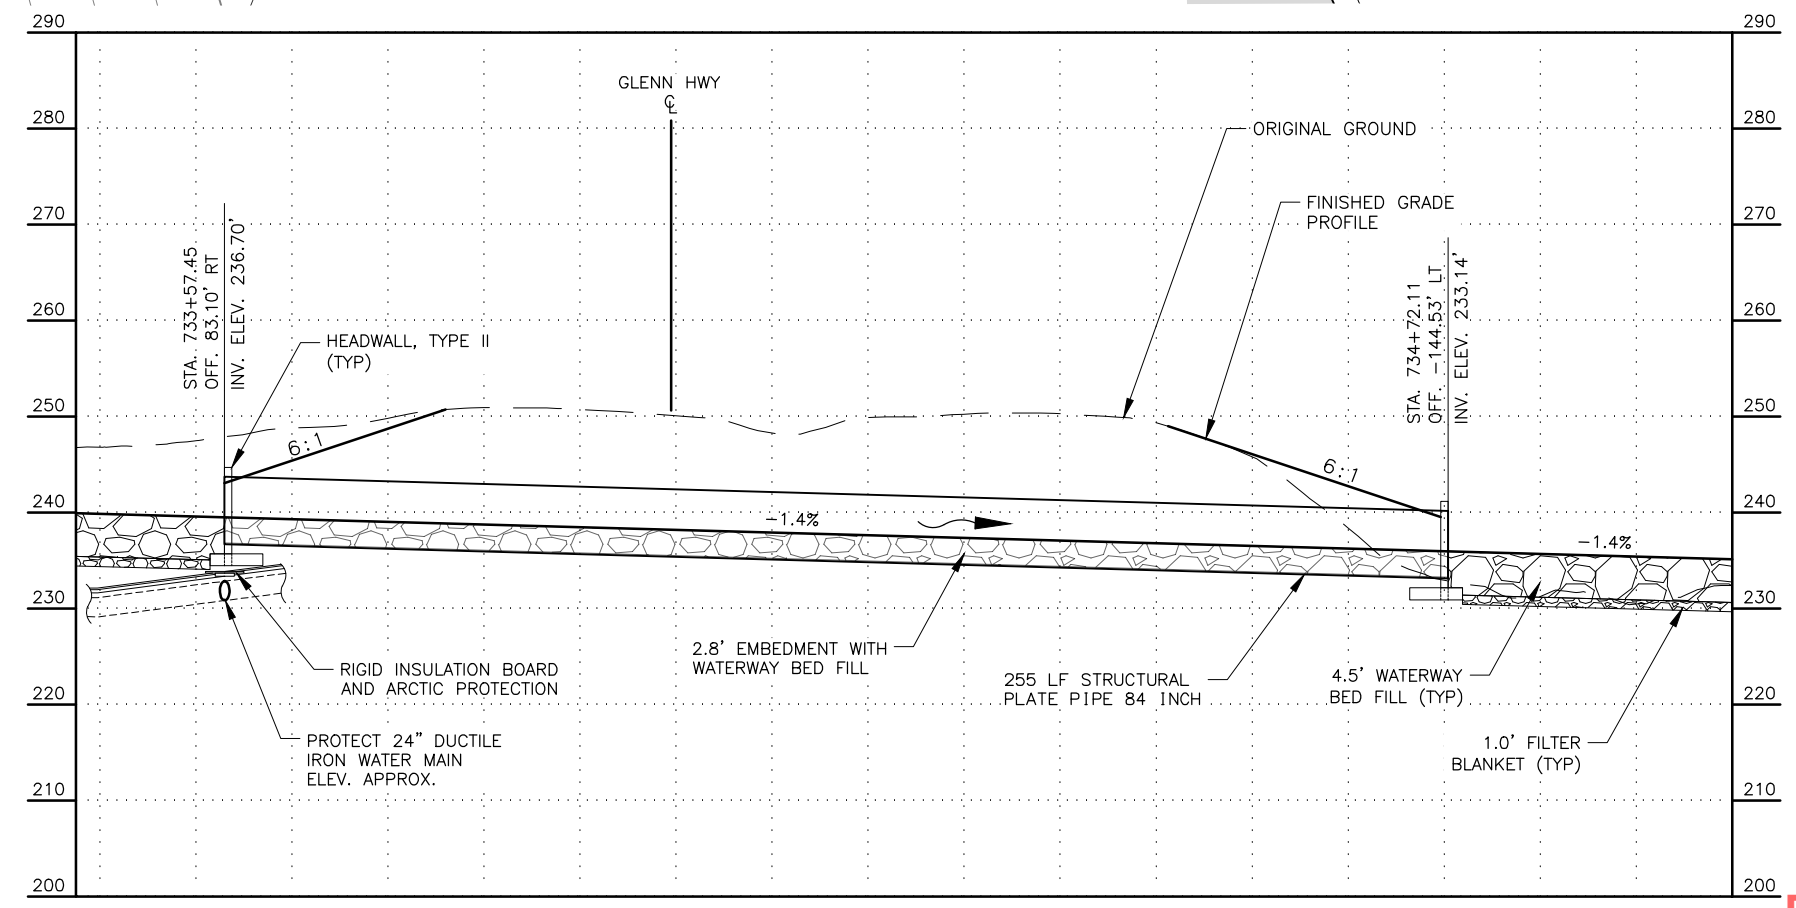 290
290
GLENN HWY
℄
280
ORIGINAL GROUND
280
270
FINISHED GRADE
PROFILE
270
STA. 733+57.45
OFF. 83.10' RT
INV. ELEV. 236.70'
STA. 734+72.11
OFF. -144.53' LT
INV. ELEV. 233.14'
260
260
HEADWALL, TYPE II
(TYP)
250
250
6:1
6:1
240
-1.4%
240
-1.4%
230
230
2.8' EMBEDMENT WITH
WATERWAY BED FILL
RIGID INSULATION BOARD
AND ARCTIC PROTECTION
255 LF STRUCTURAL
PLATE PIPE 84 INCH
4.5' WATERWAY
BED FILL (TYP)
220
220
PROTECT 24" DUCTILE
IRON WATER MAIN
ELEV. APPROX.
1.0' FILTER
BLANKET (TYP)
210
210
200
200